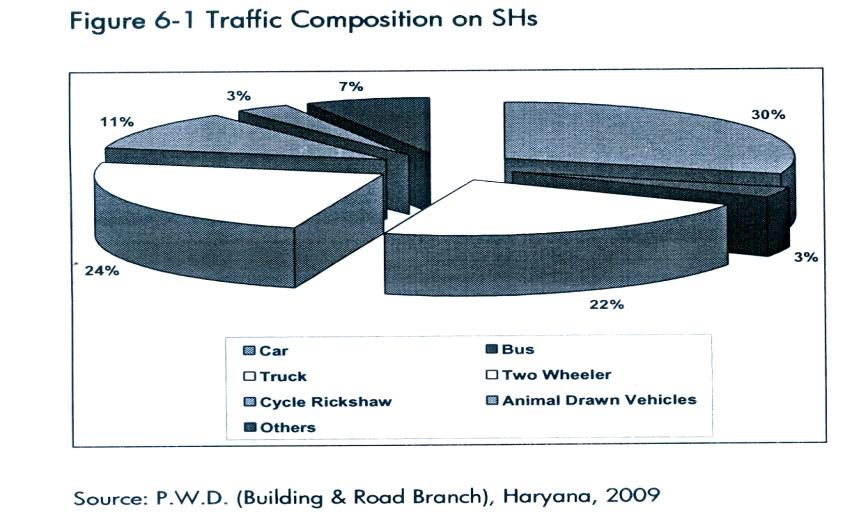 Figure 6-1 Traffic Composition on SHs
7%
3%
30%
11%
3%
24%
22%
Car
Bus
Truck
Two Wheeler
Cycle Rickshaw
Animal Drawn Vehicles
Others
Source: P.W.D. (Building & Road Branch), Haryana, 2009